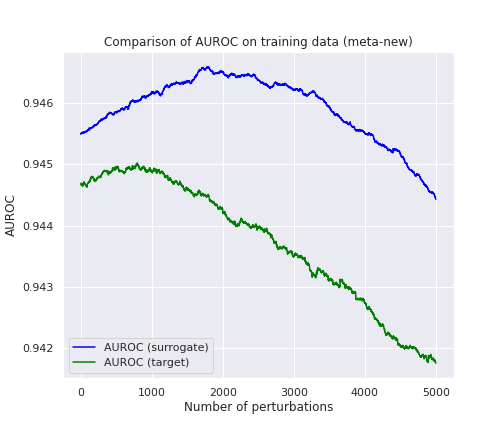 Comparison of AUROC on training data (meta-new)
AUROC
0.946
0.945
0.944
0.943
0.942
AUROC (surrogate)
AUROC (target)
0 1000 2000 3000 4000 5000
Number of perturbations